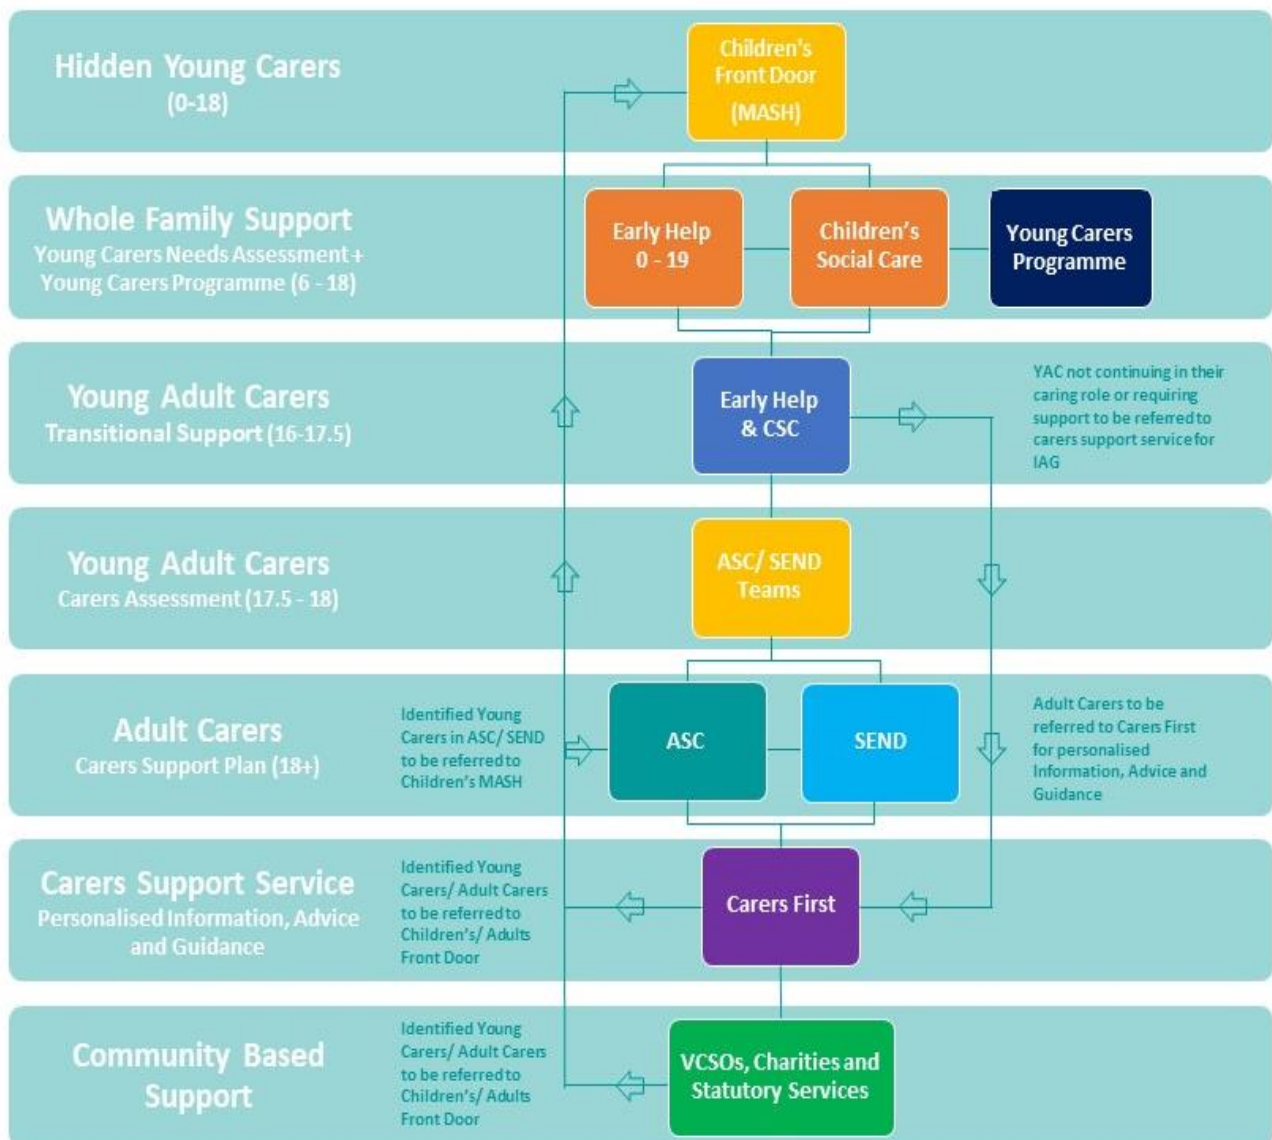 Hidden Young Carers
(0-18)
Children's
Front Door
(MASH)
Whole Family Support
Young Carers Needs Assessment +
Young Carers Programme (6 - 18)
Early Help
0 - 19
Children's
Social Care
Young Carers
Programme
Young Adult Carers
Transitional Support (16-17.5)
Early Help
& CSC
YAC not continuing in their
caring role or requiring
support to be referred to
carers support service for
IAG
Young Adult Carers
Carers Assessment (17.5 - 18)
ASC/ SEND
Teams
Adult Carers
Carers Support Plan (18+)
Identified Young
Carers in ASC/ SEND
to be referred to
Children's MASH
ASC
SEND
Adult Carers to be
referred to Carers First
for personalised
Information, Advice and
Guidance
Carers Support Service
Personalised Information, Advice
and Guidance
Identified Young
Carers/ Adult Carers
to be referred to
Children's/ Adults
Front Door
Carers First
Community Based
Support
Identified Young
Carers/ Adult Carers
to be referred to
Children's/ Adults
Front Door
VCSOs, Charities and
Statutory Services